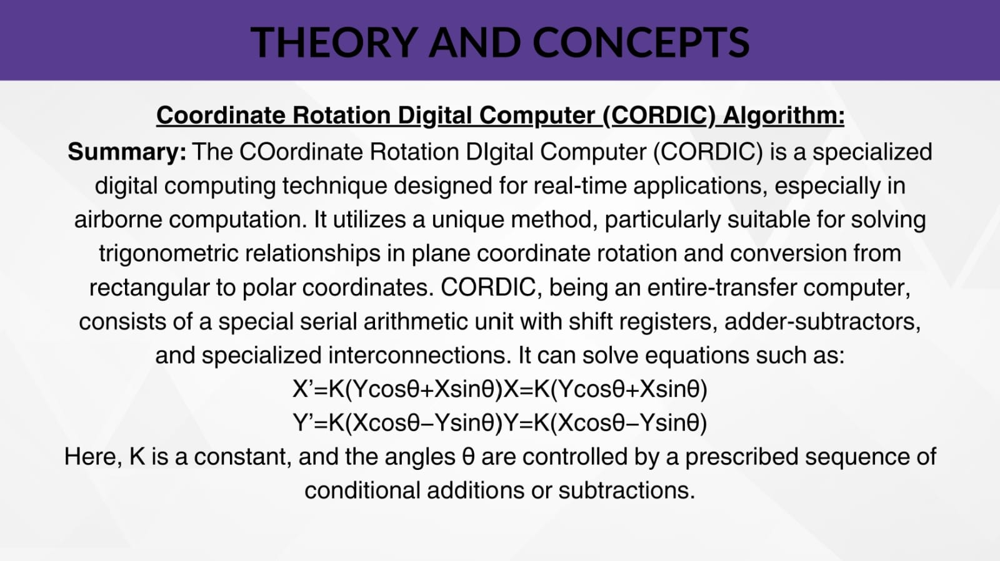 THEORY AND CONCEPTS
Coordinate Rotation Digital Computer (CORDIC) Algorithm:
Summary: The COordinate Rotation DIgital Computer (CORDIC) is a specialized
digital computing technique designed for real-time applications, especially in
airborne computation. It utilizes a unique method, particularly suitable for solving
trigonometric relationships in plane coordinate rotation and conversion from
rectangular to polar coordinates. CORDIC, being an entire-transfer computer,
consists of a special serial arithmetic unit with shift registers, adder-subtractors,
and specialized interconnections. It can solve equations such as:
X’=K(Ycosθ+Xsinθ)X=K(Ycosθ+Xsinθ)
Y’=K(Xcosθ−Ysinθ)Y=K(Xcosθ−Ysinθ)
Here, K is a constant, and the angles θ are controlled by a prescribed sequence of
conditional additions or subtractions.